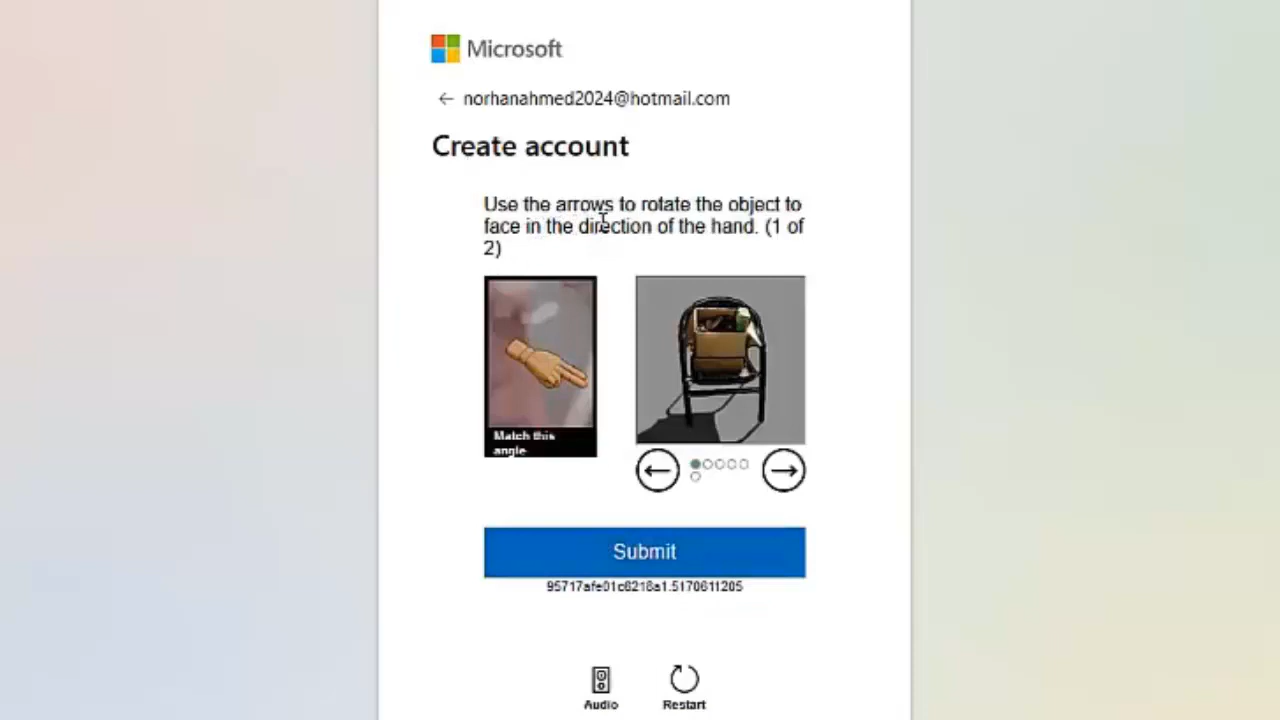 Microsoft
← norhanahmed2024@hotmail.com
Create account
Use the arrows to rotate the object to
face in the direction of the hand. (1 of
2)
Match this
angle
Submit
95717afe01c6218a1.5170611205
Audio
Restart